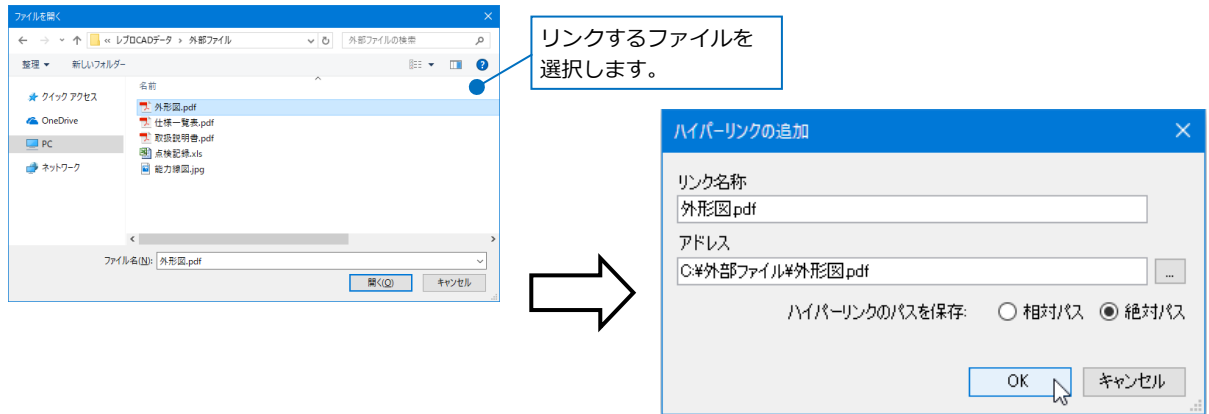 ファイルを開く
« レブロCADデータ › 外部ファイル
外部ファイルの検索
整理 新しいフォルダー
名前
クイック アクセス
OneDrive
PC
ネットワーク
外形図.pdf
仕様一覧表.pdf
取扱説明書.pdf
点検記録.xls
能力線図.jpg
ファイル名(N): 外形図.pdf
開く(O) キャンセル
リンクするファイルを
選択します。
ハイパーリンクの追加
リンク名称
外形図.pdf
アドレス
C:¥外部ファイル¥外形図.pdf
...
ハイパーリンクのパスを保存: 相対パス 絶対パス
OK キャンセル